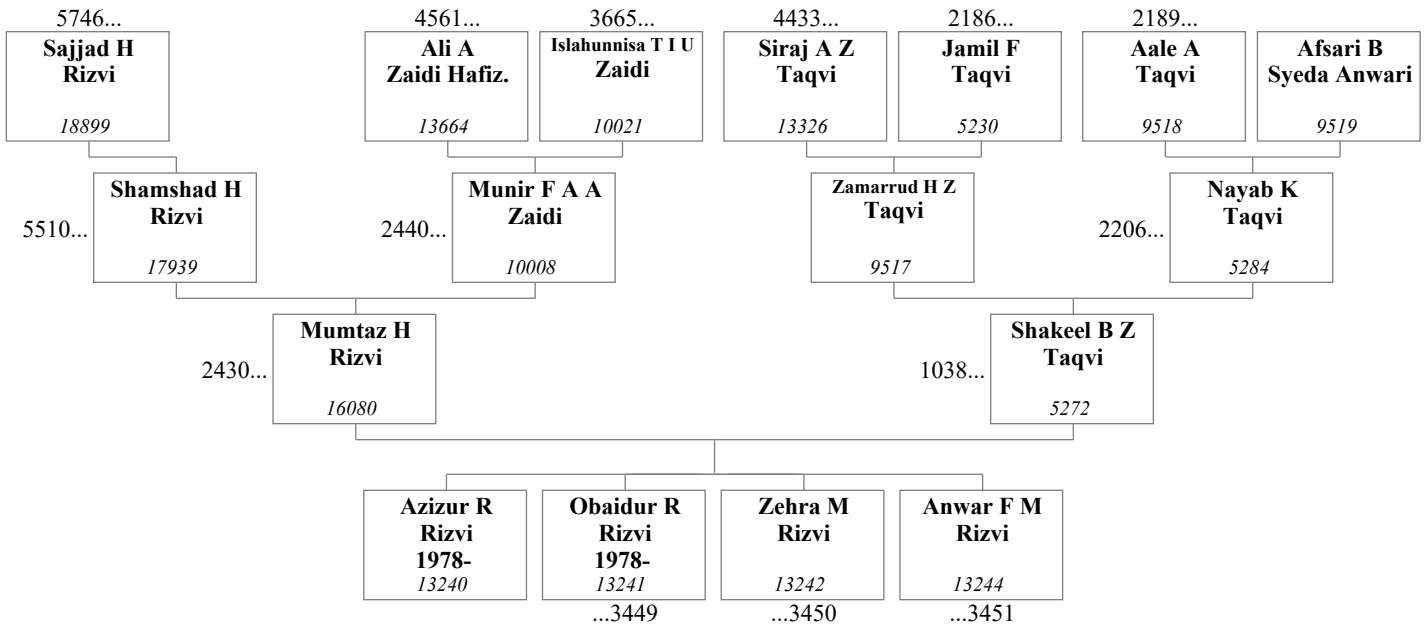 5746...
4561...
3665...
4433...
2186...
2189...
Sajjad H
Rizvi
18899
Ali A
Zaidi Hafiz.
13664
Islahunnisa T I U
Zaidi
10021
Siraj A Z
Taqvi
13326
Jamil F
Taqvi
5230
Aale A
Taqvi
9518
Afsari B
Syeda Anwari
9519
5510...
Shamshad H
Rizvi
17939
2440...
Munir F A A
Zaidi
10008
Zamarrud H Z
Taqvi
9517
2206...
Nayab K
Taqvi
5284
2430...
Mumtaz H
Rizvi
16080
1038...
Shakeel B Z
Taqvi
5272
Azizur R
Rizvi
1978-
13240
Obaidur R
Rizvi
1978-
13241
...3449
Zehra M
Rizvi
13242
...3450
Anwar F M
Rizvi
13244
...3451